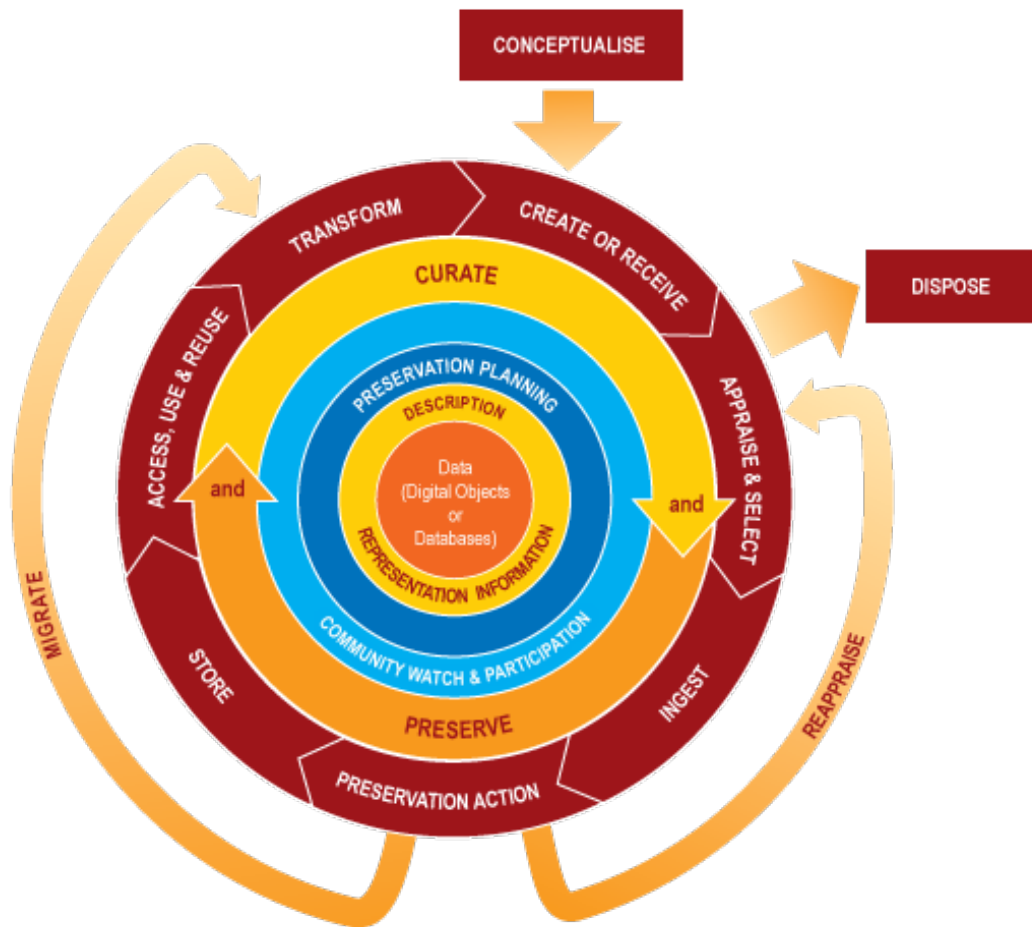 CONCEPTUALISE
CREATE OR RECEIVE
DISPOSE
APPRAISE & SELECT
REAPPRAISE
INGEST
PRESERVATION ACTION
MIGRATE
STORE
ACCESS, USE & REUSE
TRANSFORM
CURATE
and
PRESERVE
and
COMMUNITY WATCH & PARTICIPATION
PRESERVATION PLANNING
DESCRIPTION
REPRESENTATION INFORMATION
Data
(Digital Objects
or
Databases)